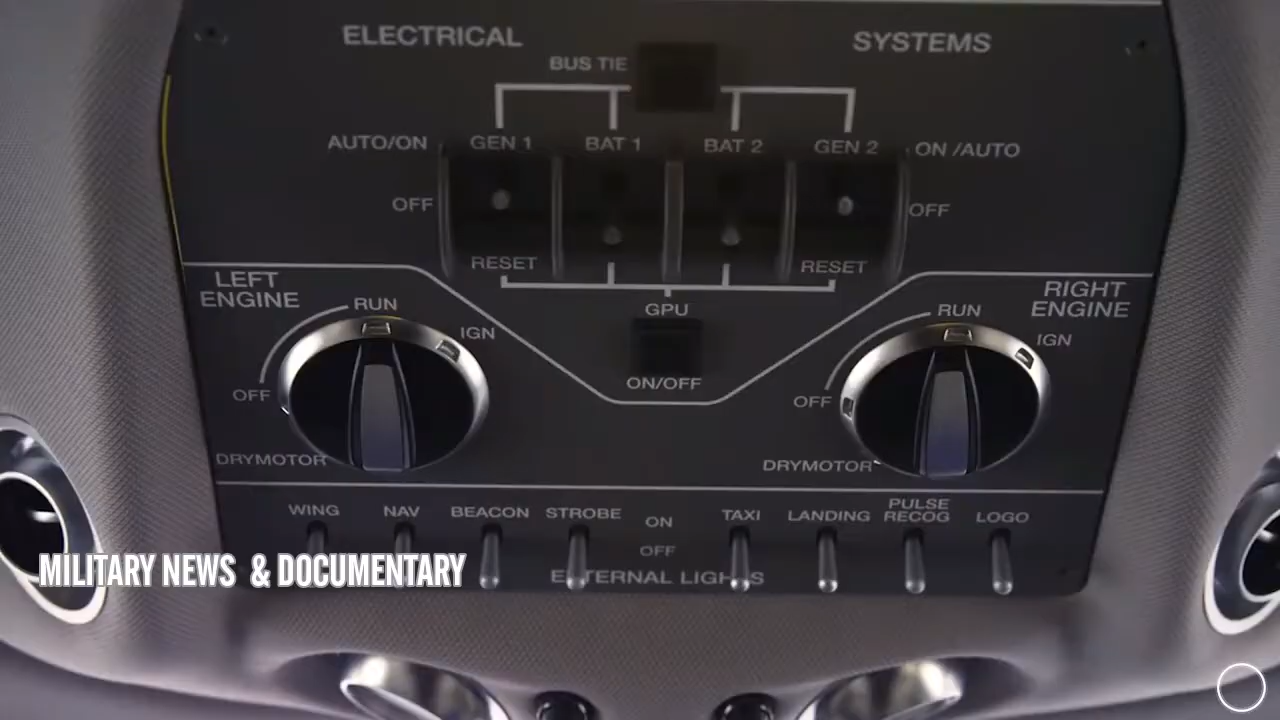 ELECTRICAL
SYSTEMS
BUS TIE
AUTO/ON
GEN 1
BAT 1
BAT 2
GEN 2
ON /AUTO
OFF
OFF
RESET
RESET
LEFT
ENGINE
RUN
IGN
OFF
DRYMOTOR
GPU
ON/OFF
RIGHT
ENGINE
RUN
IGN
OFF
DRYMOTOR
WING
NAV
BEACON
STROBE
ON
OFF
TAXI
LANDING
PULSE
RECOG
LOGO
EXTERNAL LIGHTS
MILITARY NEWS & DOCUMENTARY